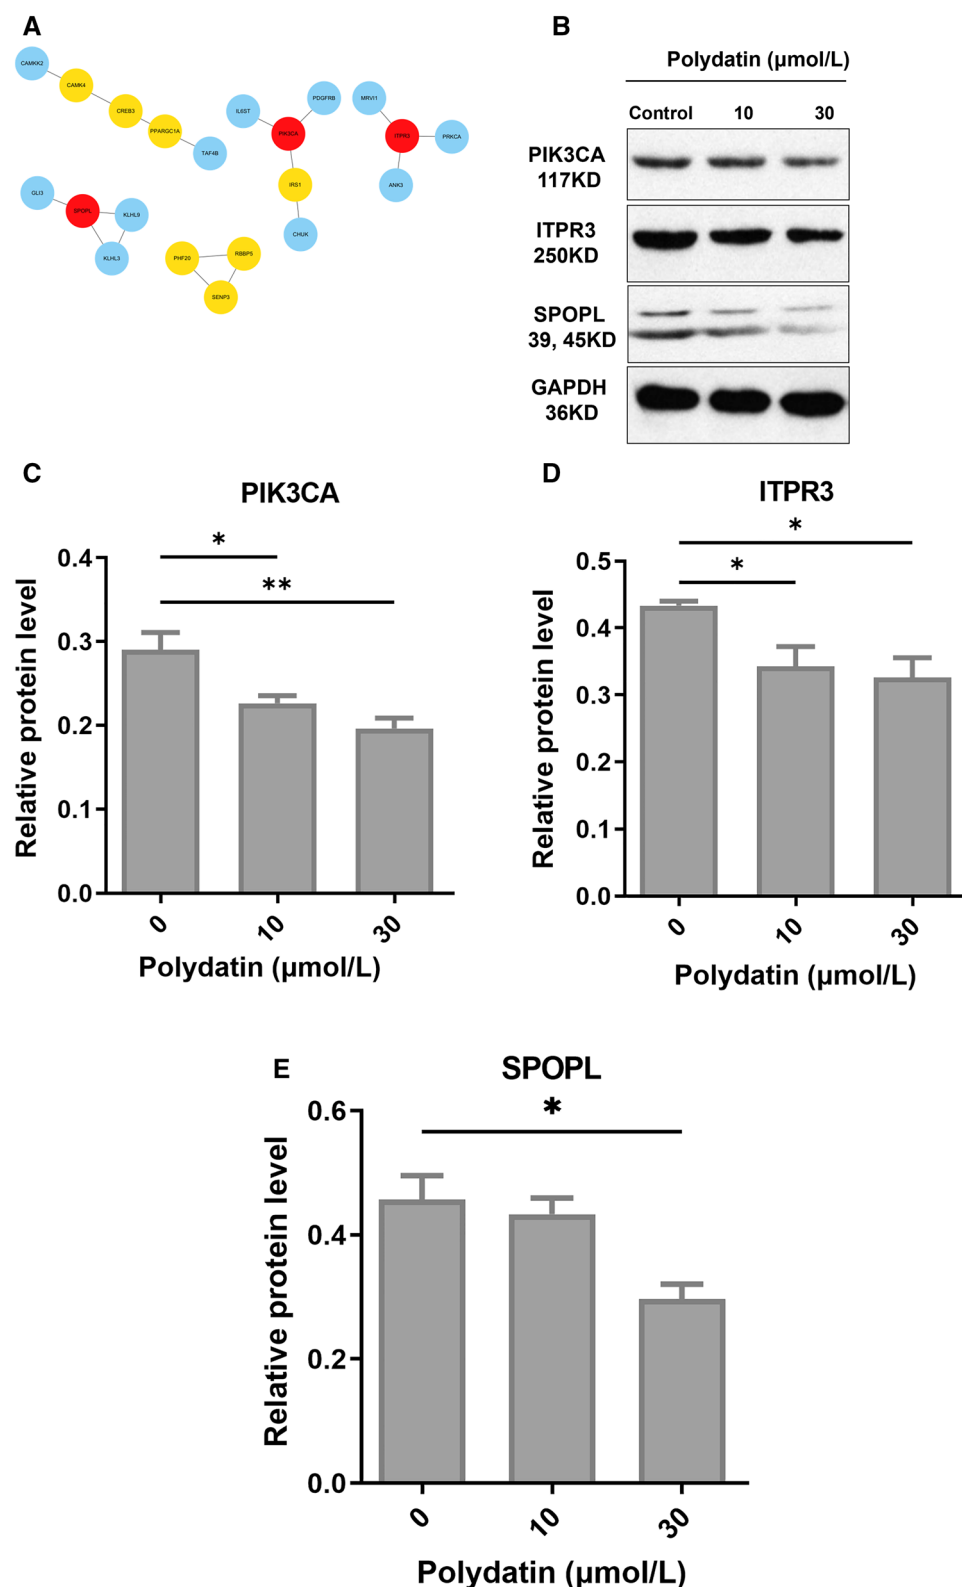 A
CAMKK2
CAMK4
CREB3
PPARGC1A
TAF4B
IL6ST
PDGFRB
PIK3CA
IRS1
CHUK
MRVI1
ITPR3
PRKCA
ANK3
GLI3
SPOPL
KLHL9
KLHL3
PHF20
RBBP5
SENP3
B
Polydatin (μmol/L)
Control 10 30
PIK3CA
117KD
ITPR3
250KD
SPOPL
39, 45KD
GAPDH
36KD
C
PIK3CA
*
**
Relative protein level
0.4
0.3
0.2
0.1
0.0
0 10 30
Polydatin (μmol/L)
D
ITPR3
*
*
Relative protein level
0.5
0.4
0.3
0.2
0.1
0.0
0 10 30
Polydatin (μmol/L)
E
SPOPL
*
Relative protein level
0.6
0.4
0.2
0.0
0 10 30
Polydatin (μmol/L)